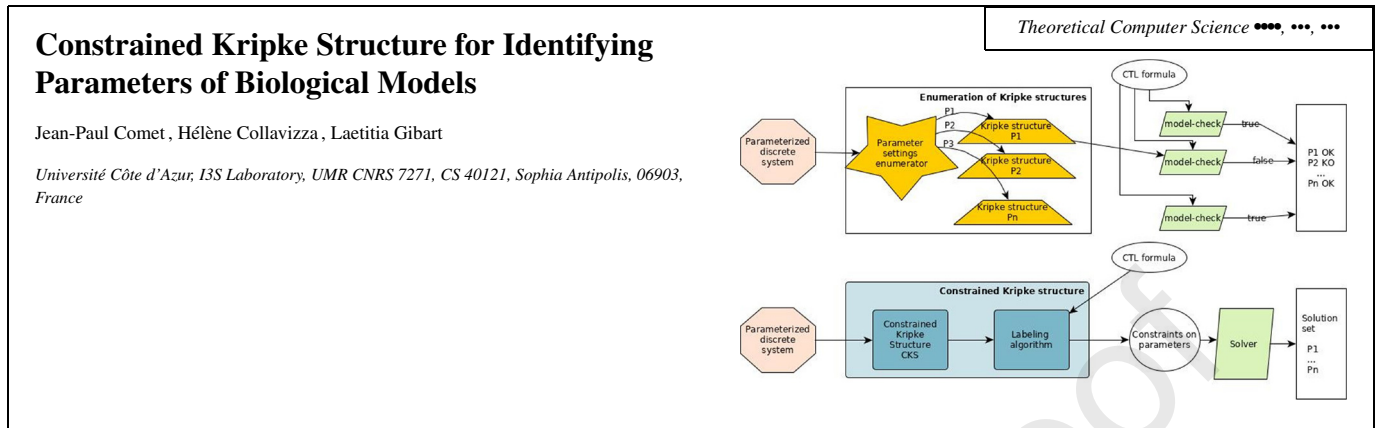 Constrained Kripke Structure for Identifying
Parameters of Biological Models
Jean-Paul Comet , Hélène Collavizza , Laetitia Gibart
Université Côte d'Azur, I3S Laboratory, UMR CNRS 7271, CS 40121, Sophia Antipolis, 06903,
France
Theoretical Computer Science ••••, •••, •••
CTL formula
Enumeration of Kripke structures
Parameterized
discrete
system
Parameter
settings
enumerator
P1
P2
P3
Kripke structure
P1
Kripke structure
P2
Kripke structure
Pn
model-check
true
model-check
false
model-check
true
P1 OK
P2 KO
...
Pn OK
CTL formula
Constrained Kripke structure
Parameterized
discrete
system
Constrained
Kripke
Structure
CKS
Labeling
algorithm
Constraints on
parameters
Solver
Solution
set
P1
...
Pn